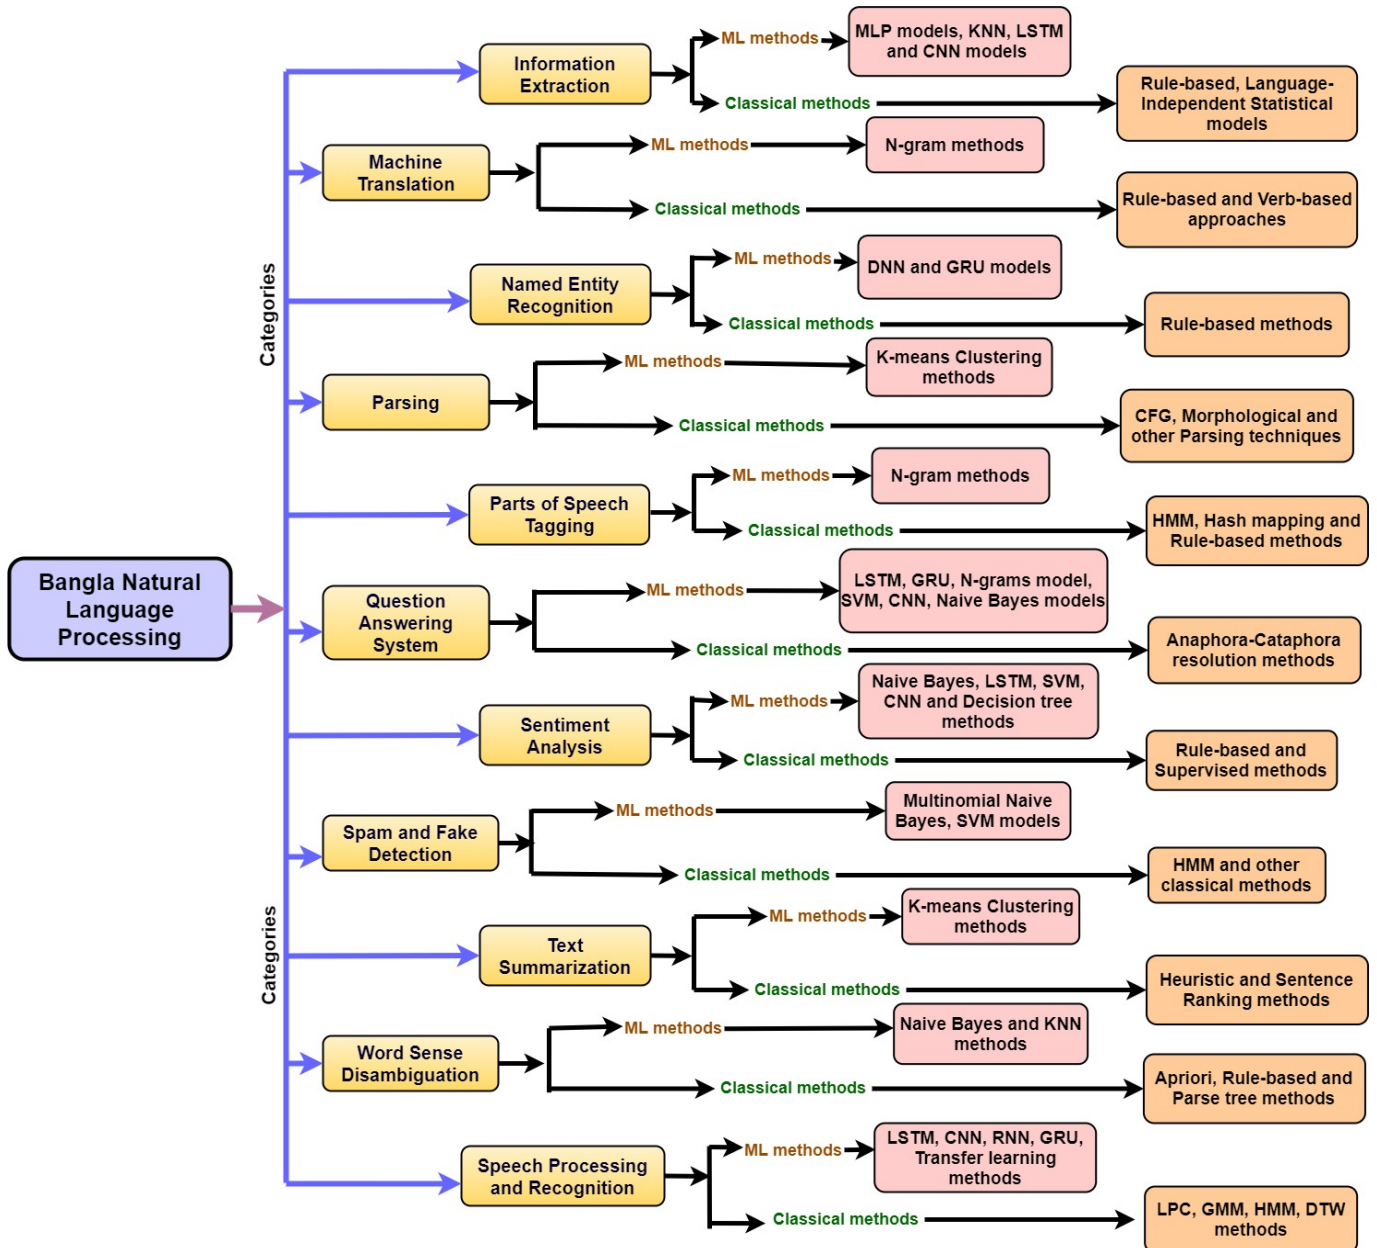 Bangla Natural
Language
Processing
Categories
Categories
Information
Extraction
ML methods
MLP models, KNN, LSTM
and CNN models
Classical methods
Rule-based, Language-
Independent Statistical
models
Machine
Translation
ML methods
N-gram methods
Classical methods
Rule-based and Verb-based
approaches
Named Entity
Recognition
ML methods
DNN and GRU models
Classical methods
Rule-based methods
Parsing
ML methods
K-means Clustering
methods
Classical methods
CFG, Morphological and
other Parsing techniques
Parts of Speech
Tagging
ML methods
N-gram methods
Classical methods
HMM, Hash mapping and
Rule-based methods
Question
Answering
System
ML methods
LSTM, GRU, N-grams model,
SVM, CNN, Naive Bayes models
Classical methods
Anaphora-Cataphora
resolution methods
Sentiment
Analysis
ML methods
Naive Bayes, LSTM, SVM,
CNN and Decision tree
methods
Classical methods
Rule-based and
Supervised methods
Spam and Fake
Detection
ML methods
Multinomial Naive
Bayes, SVM models
Classical methods
HMM and other
classical methods
Text
Summarization
ML methods
K-means Clustering
methods
Classical methods
Heuristic and Sentence
Ranking methods
Word Sense
Disambiguation
ML methods
Naive Bayes and KNN
methods
Classical methods
Apriori, Rule-based and
Parse tree methods
Speech Processing
and Recognition
ML methods
LSTM, CNN, RNN, GRU,
Transfer learning
methods
Classical methods
LPC, GMM, HMM, DTW
methods